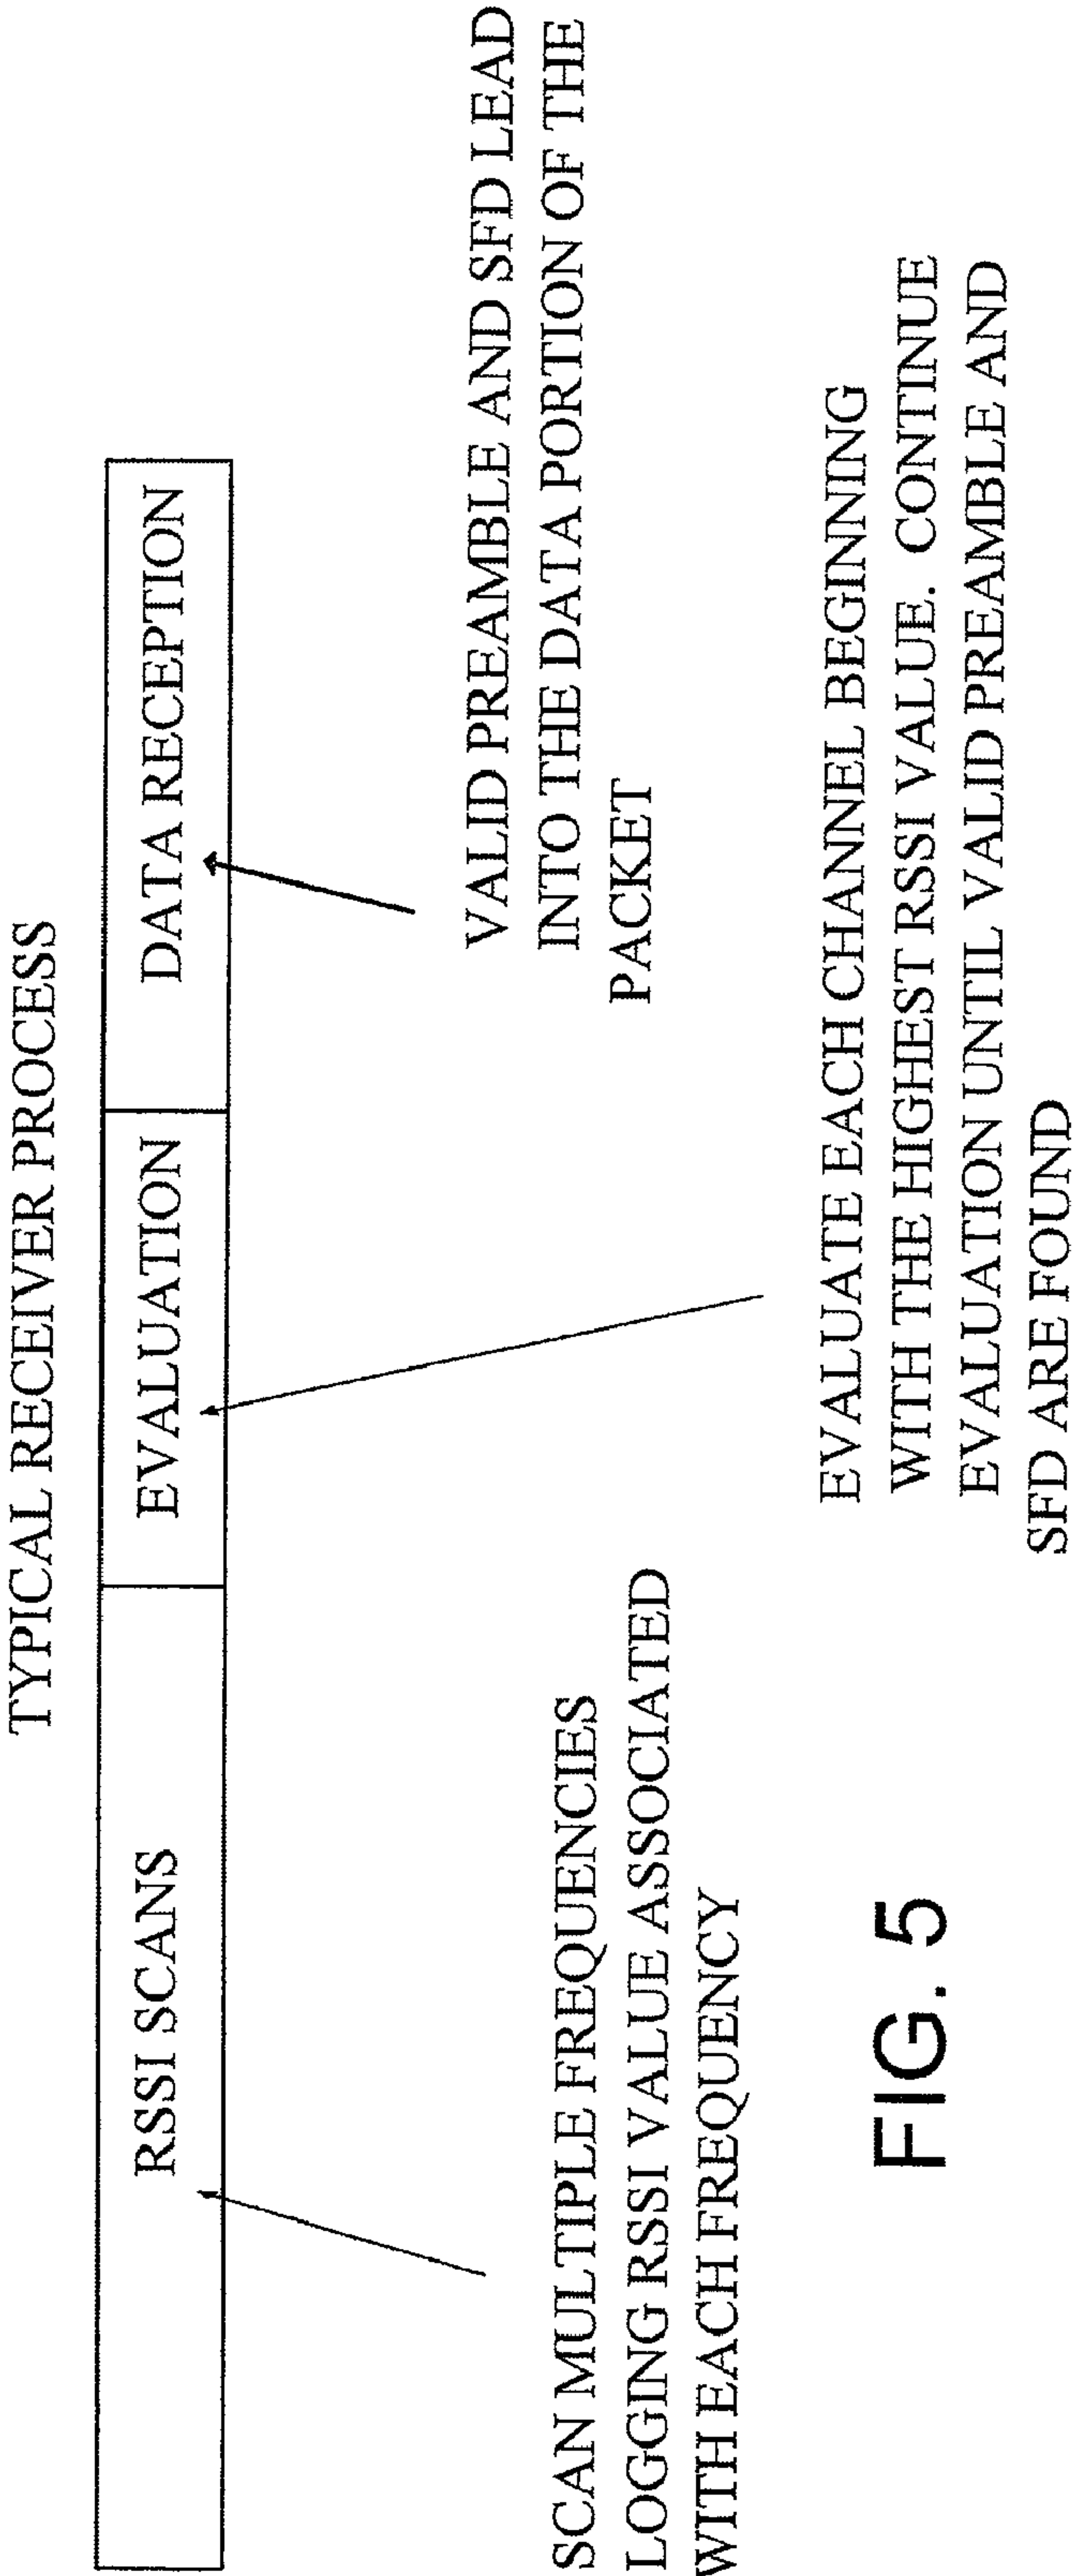 TYPICAL RECEIVER PROCESS
RSSI SCANS
EVALUATION
DATA RECEPTION
SCAN MULTIPLE FREQUENCIES
LOGGING RSSI VALUE ASSOCIATED
WITH EACH FREQUENCY
EVALUATE EACH CHANNEL BEGINNING
WITH THE HIGHEST RSSI VALUE. CONTINUE
EVALUATION UNTIL VALID PREAMBLE AND
SFD ARE FOUND
VALID PREAMBLE AND SFD LEAD
INTO THE DATA PORTION OF THE
PACKET
FIG. 5